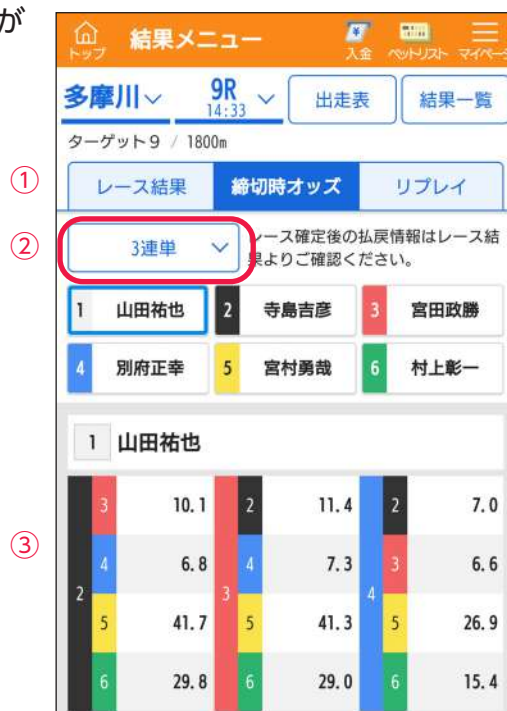 が
結果メニュー
トップ 入金 ベットリスト マイページ
多摩川 9R 14:33 出走表 結果一覧
ターゲット9 / 1800m
① レース結果 締切時オッズ リプレイ
② 3連単 レース確定後の払戻情報はレース結
果よりご確認ください。
1 山田祐也 2 寺島吉彦 3 宮田政勝
4 別府正幸 5 宮村勇哉 6 村上彰一
1 山田祐也
③
2 3 4
3 10.1 2 11.4 2 7.0
4 6.8 4 7.3 3 6.6
5 41.7 5 41.3 5 26.9
6 29.8 6 29.0 6 15.4